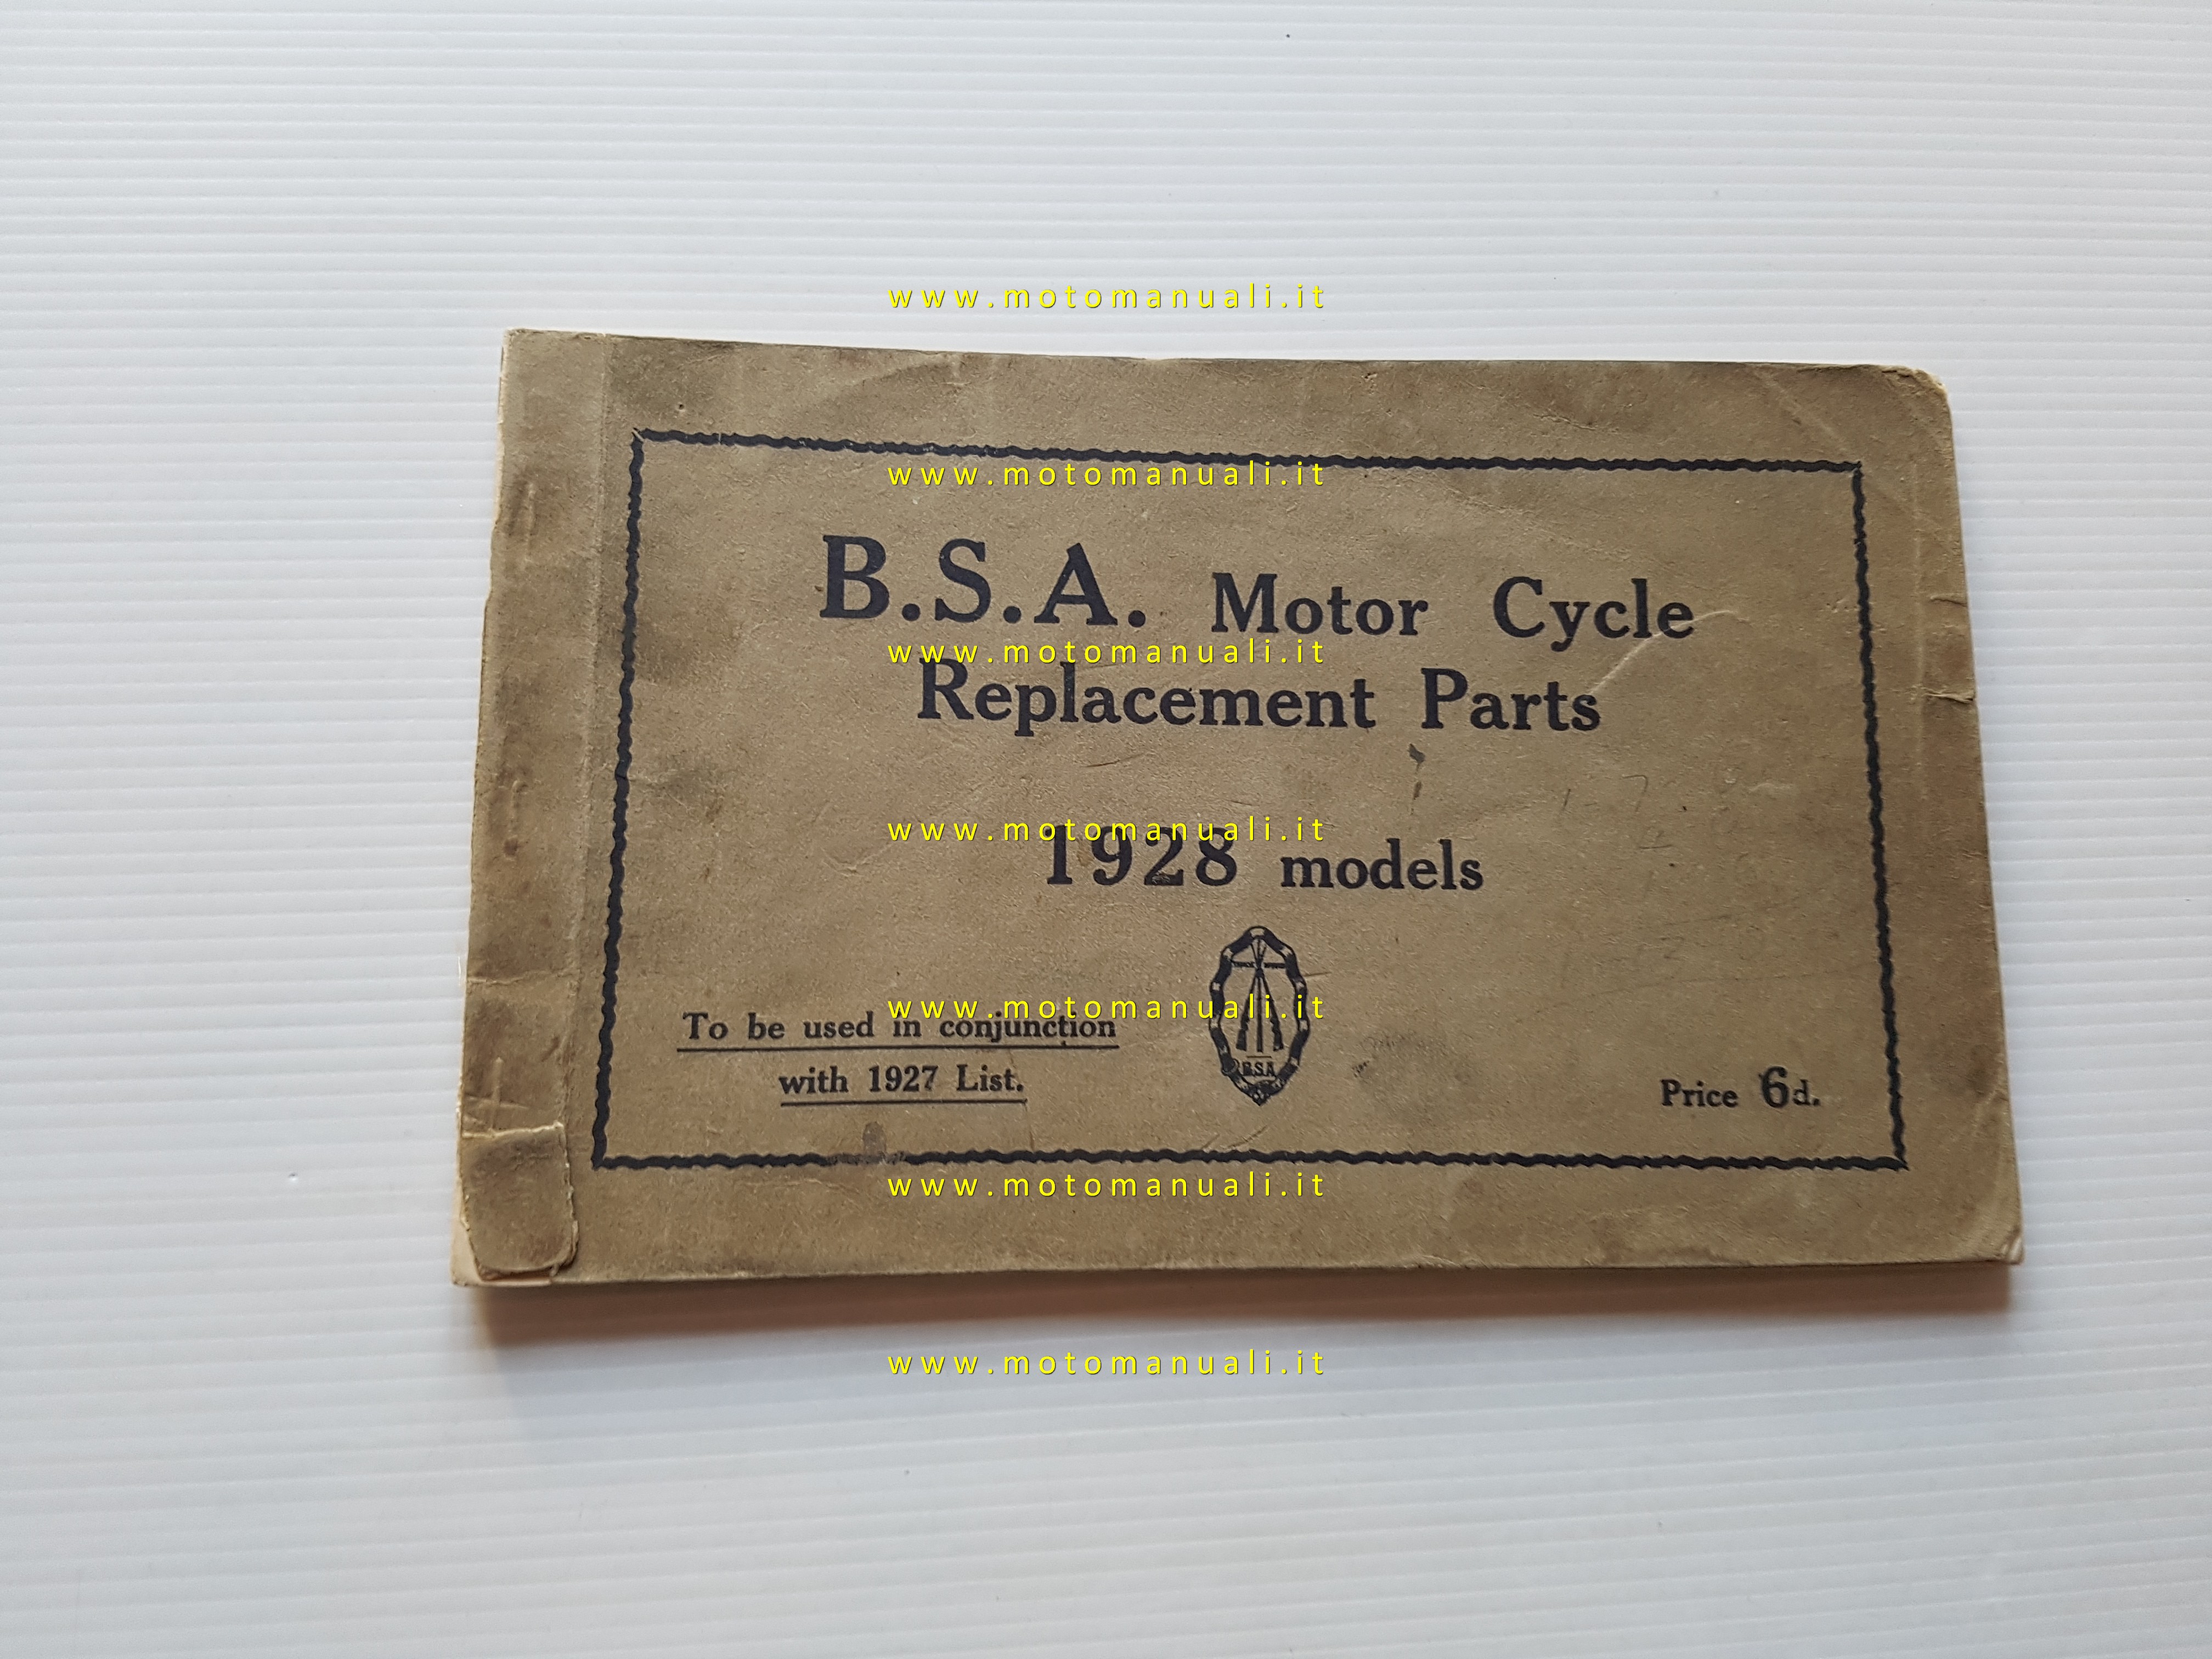 www.motomanuali.it
www.motomanuali.it
B.S.A. Motor Cycle
www.motomanuali.it
Replacement Parts
www.motomanuali.it
1928 models
www.motomanuali.it
To be used in conjunction
with 1927 List.
B.S.A
Price 6d.
www.motomanuali.it
www.motomanuali.it